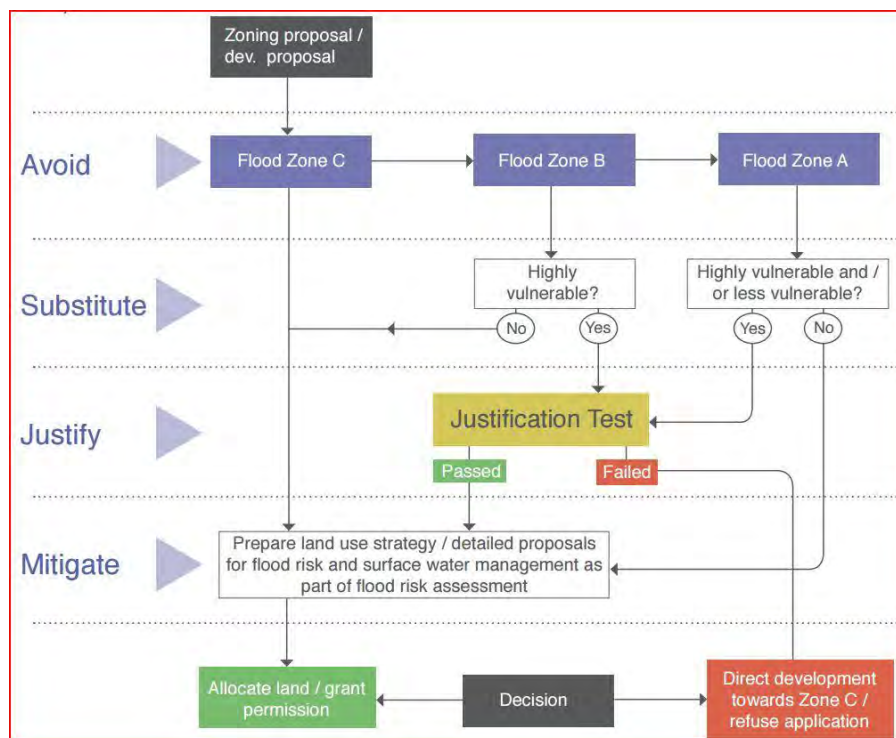 Zoning proposal /
dev. proposal
Avoid
Flood Zone C
Flood Zone B
Flood Zone A
Substitute
Highly
vulnerable?
Highly vulnerable and /
or less vulnerable?
No
Yes
Yes
No
Justify
Justification Test
Passed
Failed
Mitigate
Prepare land use strategy / detailed proposals
for flood risk and surface water management as
part of flood risk assessment
Allocate land / grant
permission
Decision
Direct development
towards Zone C /
refuse application